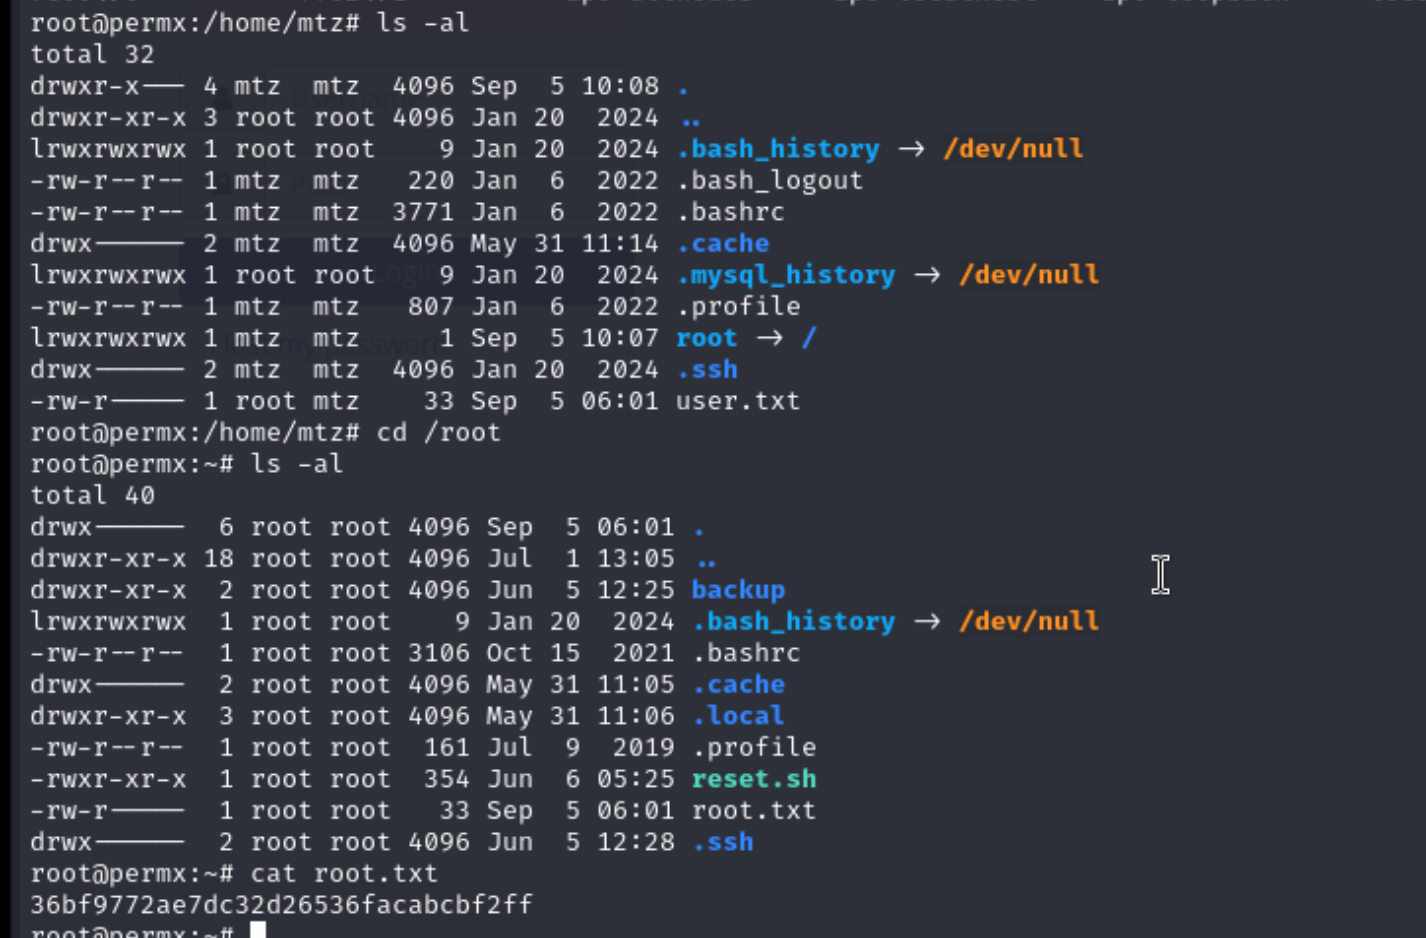 root@permx:/home/mtz# ls -al
total 32
drwxr-x--- 4 mtz  mtz  4096 Sep  5 10:08 .
drwxr-xr-x 3 root root 4096 Jan 20  2024 ..
lrwxrwxrwx 1 root root    9 Jan 20  2024 .bash_history -> /dev/null
-rw-r--r-- 1 mtz  mtz   220 Jan  6  2022 .bash_logout
-rw-r--r-- 1 mtz  mtz  3771 Jan  6  2022 .bashrc
drwx------ 2 mtz  mtz  4096 May 31 11:14 .cache
lrwxrwxrwx 1 root root    9 Jan 20  2024 .mysql_history -> /dev/null
-rw-r--r-- 1 mtz  mtz   807 Jan  6  2022 .profile
lrwxrwxrwx 1 mtz  mtz     1 Sep  5 10:07 root -> /
drwx------ 2 mtz  mtz  4096 Jan 20  2024 .ssh
-rw-r----- 1 root mtz    33 Sep  5 06:01 user.txt
root@permx:/home/mtz# cd /root
root@permx:~# ls -al
total 40
drwx------  6 root root 4096 Sep  5 06:01 .
drwxr-xr-x 18 root root 4096 Jul  1 13:05 ..
drwxr-xr-x  2 root root 4096 Jun  5 12:25 backup
lrwxrwxrwx  1 root root    9 Jan 20  2024 .bash_history -> /dev/null
-rw-r--r--  1 root root 3106 Oct 15  2021 .bashrc
drwx------  2 root root 4096 May 31 11:05 .cache
drwxr-xr-x  3 root root 4096 May 31 11:06 .local
-rw-r--r--  1 root root  161 Jul  9  2019 .profile
-rwxr-xr-x  1 root root  354 Jun  6 05:25 reset.sh
-rw-r-----  1 root root   33 Sep  5 06:01 root.txt
drwx------  2 root root 4096 Jun  5 12:28 .ssh
root@permx:~# cat root.txt
36bf9772ae7dc32d26536facabcbf2ff
root@permx:~#